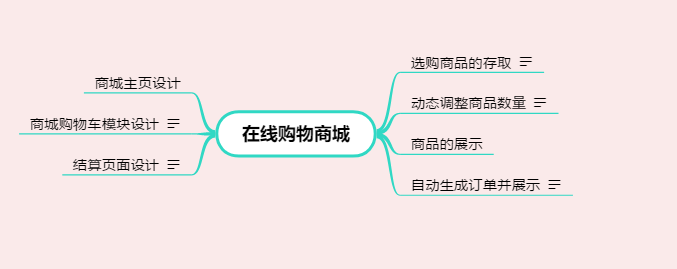 商城主页设计
商城购物车模块设计
结算页面设计
在线购物商城
选购商品的存取
动态调整商品数量
商品的展示
自动生成订单并展示